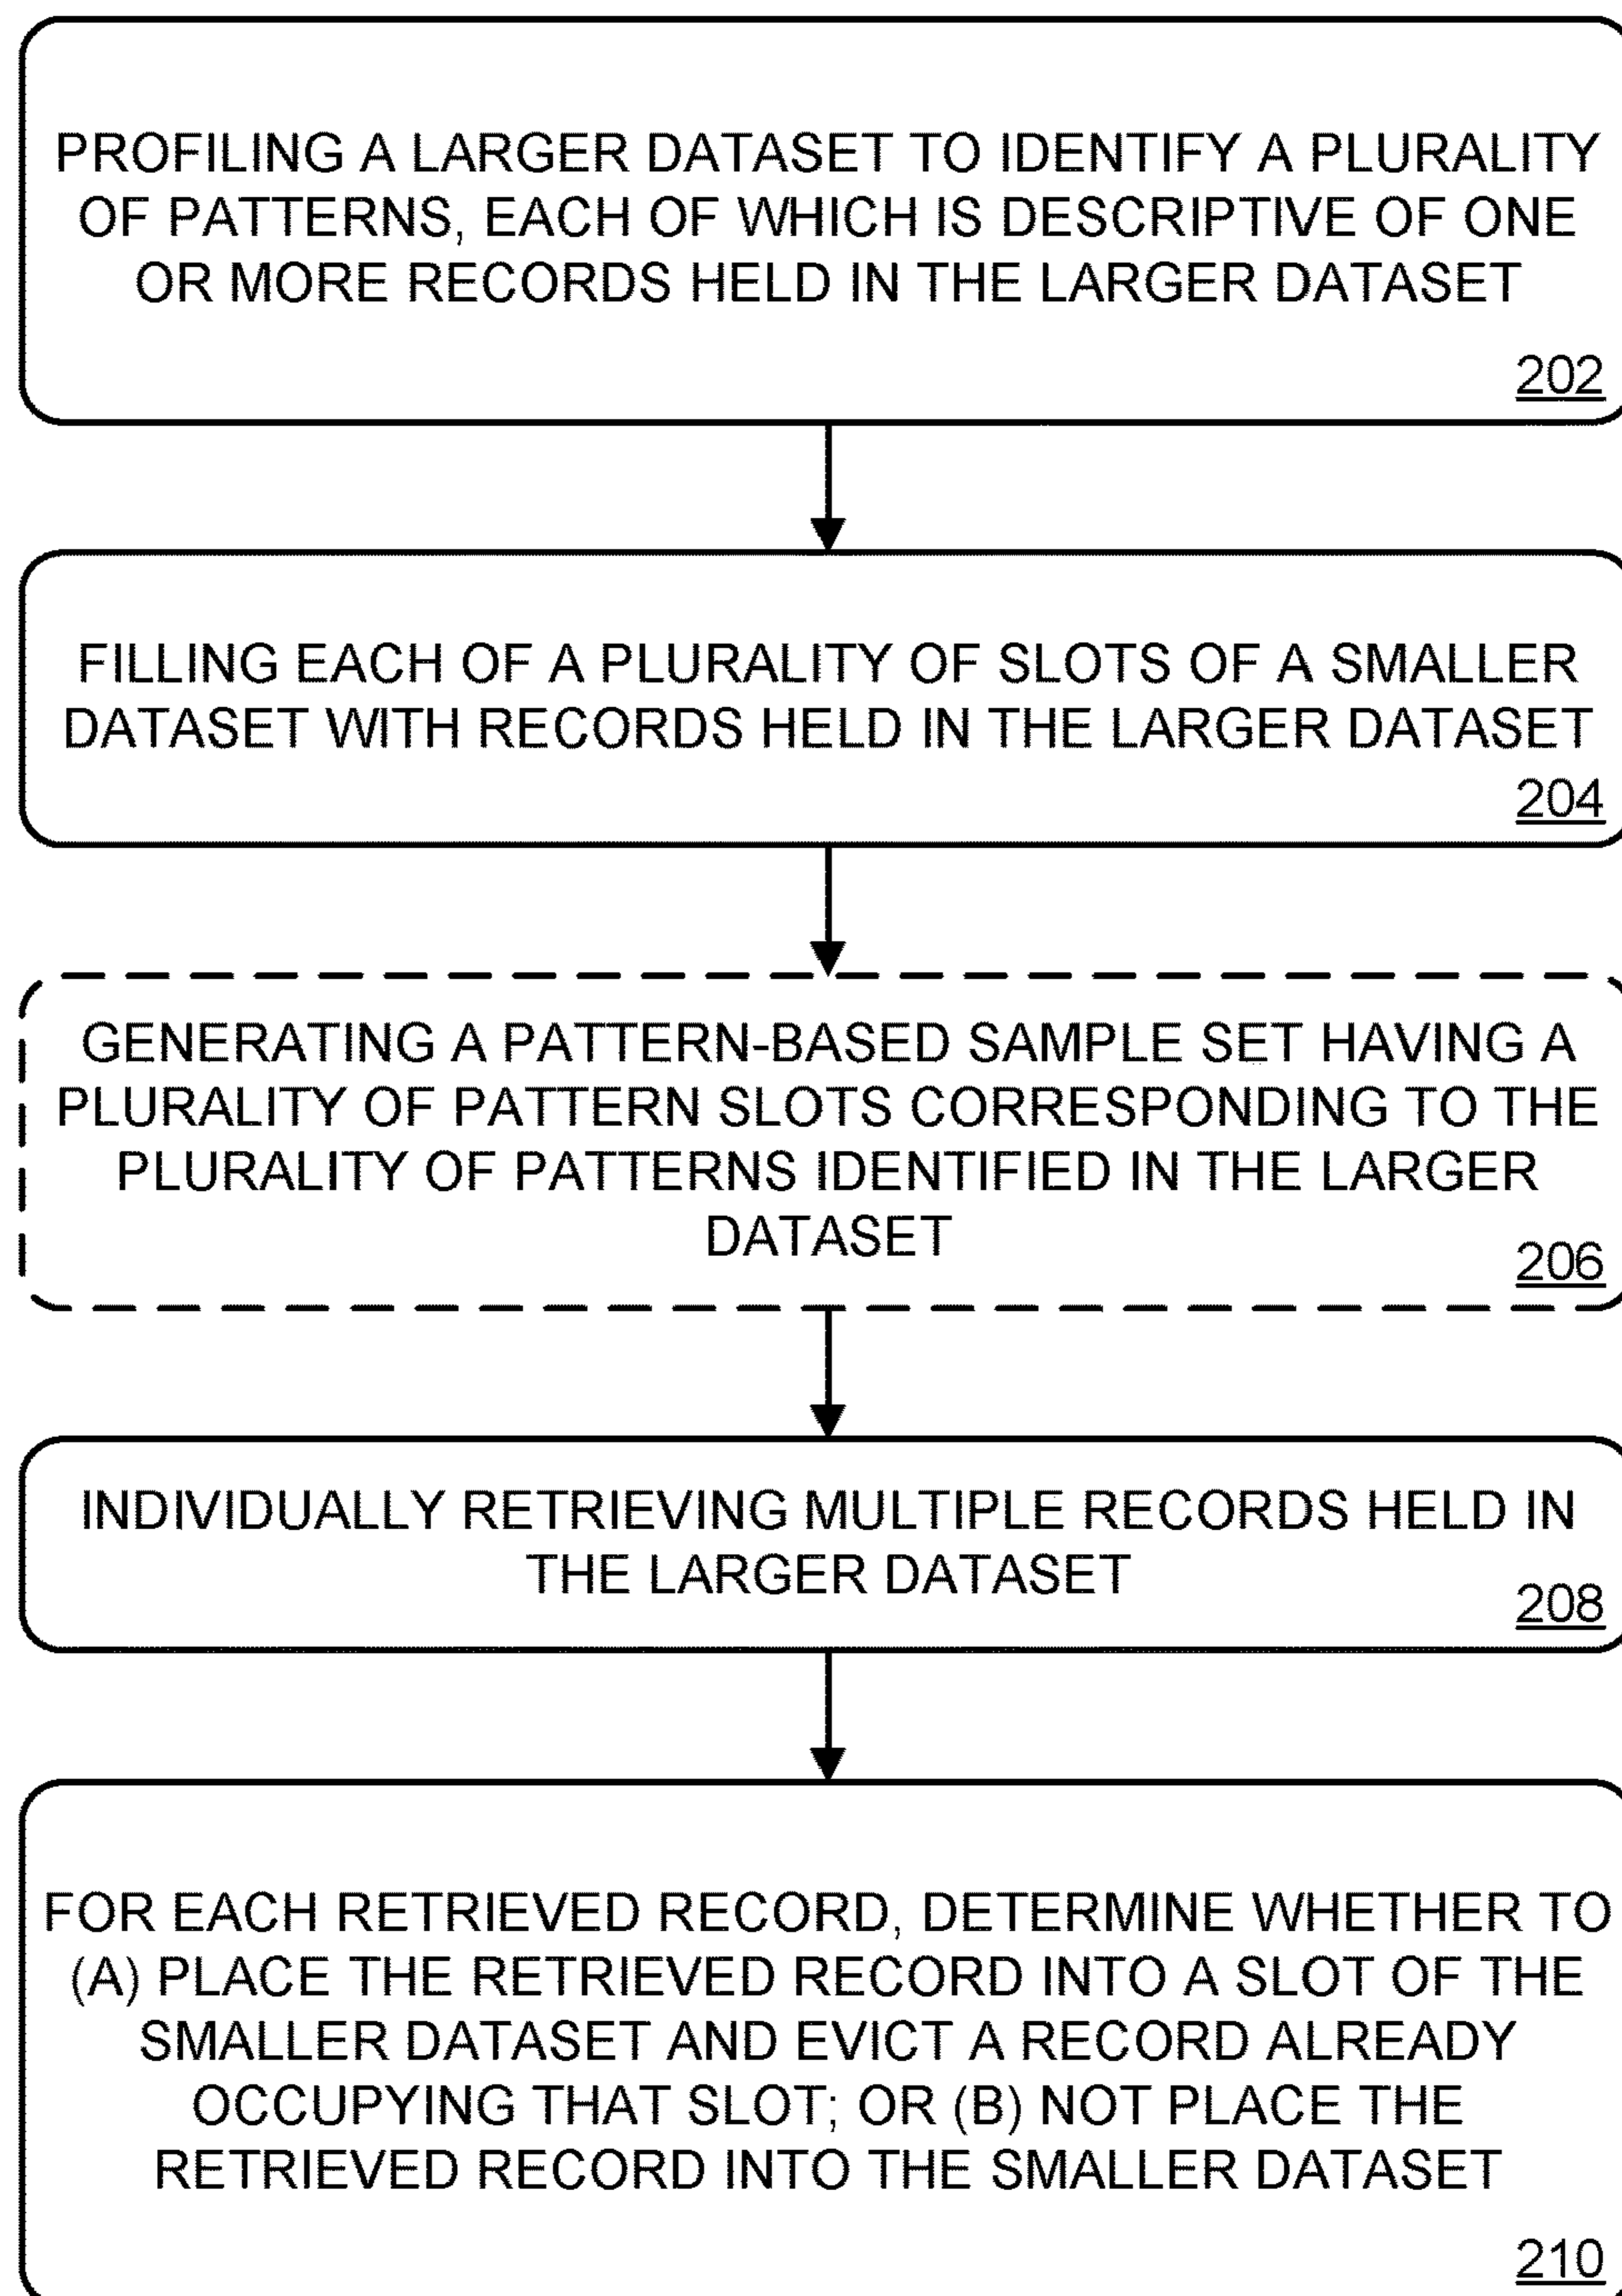 PROFILING A LARGER DATASET TO IDENTIFY A PLURALITY
OF PATTERNS, EACH OF WHICH IS DESCRIPTIVE OF ONE
OR MORE RECORDS HELD IN THE LARGER DATASET
202
FILLING EACH OF A PLURALITY OF SLOTS OF A SMALLER
DATASET WITH RECORDS HELD IN THE LARGER DATASET
204
GENERATING A PATTERN-BASED SAMPLE SET HAVING A
PLURALITY OF PATTERN SLOTS CORRESPONDING TO THE
PLURALITY OF PATTERNS IDENTIFIED IN THE LARGER
DATASET
206
INDIVIDUALLY RETRIEVING MULTIPLE RECORDS HELD IN
THE LARGER DATASET
208
FOR EACH RETRIEVED RECORD, DETERMINE WHETHER TO
(A) PLACE THE RETRIEVED RECORD INTO A SLOT OF THE
SMALLER DATASET AND EVICT A RECORD ALREADY
OCCUPYING THAT SLOT; OR (B) NOT PLACE THE
RETRIEVED RECORD INTO THE SMALLER DATASET
210